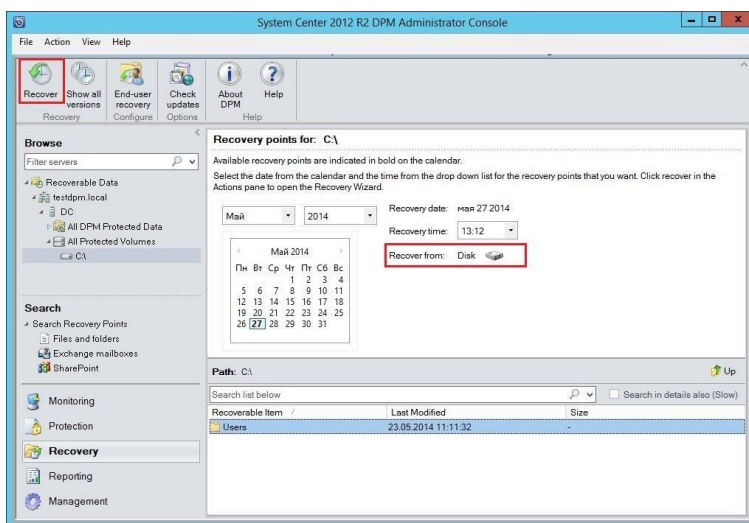 System Center 2012 R2 DPM Administrator Console
File Action View Help
Recover Show all versions End-user recovery Check updates About DPM Help
Recovery Configure Options Help
Browse
Filter servers
Recoverable Data
testdpm.local
DC
All DPM Protected Data
All Protected Volumes
C:\
Search
Search Recovery Points
Files and folders
Exchange mailboxes
SharePoint
Monitoring
Protection
Recovery
Reporting
Management
Recovery points for: C:\
Available recovery points are indicated in bold on the calendar.
Select the date from the calendar and the time from the drop down list for the recovery points that you want. Click recover in the
Actions pane to open the Recovery Wizard.
Май 2014
Recovery date: мая 27 2014
Recovery time: 13:12
Recover from: Disk
Май 2014
Пн Вт Ср Чт Пт Сб Вс
1 2 3 4
5 6 7 8 9 10 11
12 13 14 15 16 17 18
19 20 21 22 23 24 25
26 27 28 29 30 31
Path: C:\
Up
Search list below
Search in details also (Slow)
Recoverable Item / Last Modified Size
Users 23.05.2014 11:11:32 -